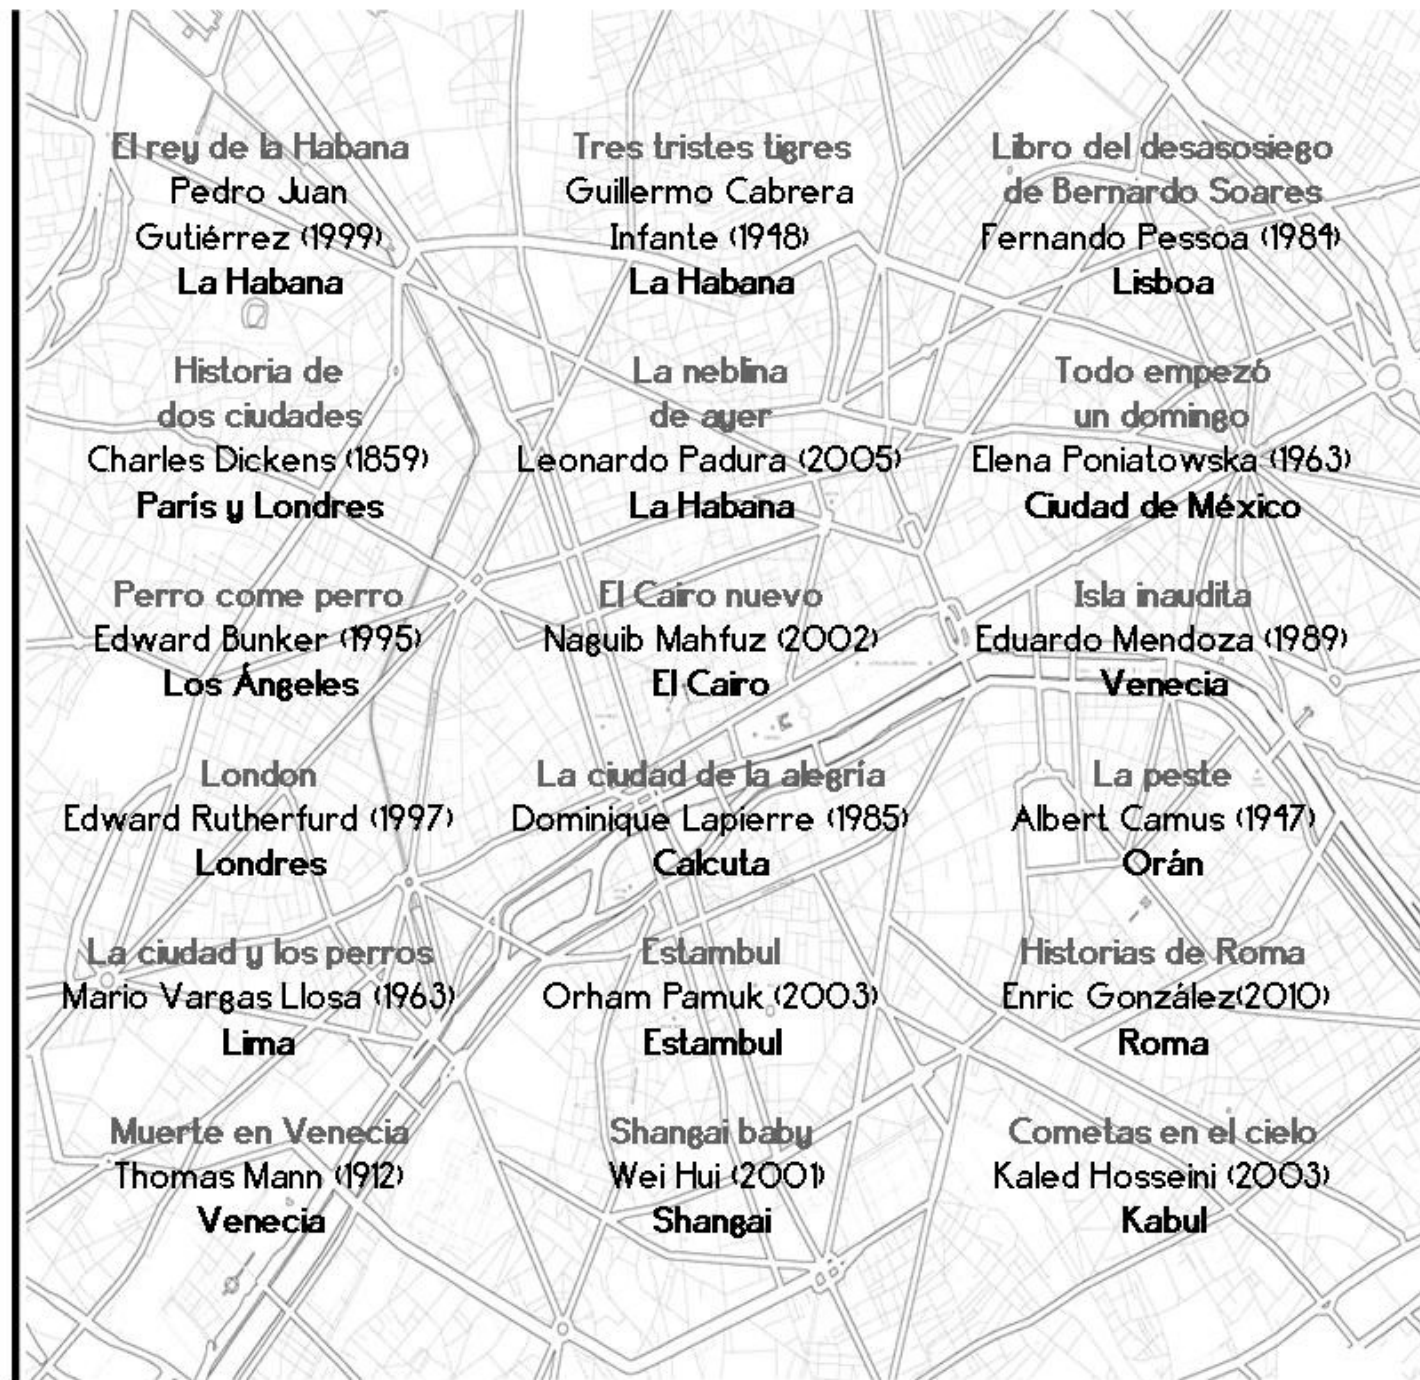 El rey de la Habana
Pedro Juan
Gutiérrez (1999)
La Habana
Tres tristes tigres
Guillermo Cabrera
Infante (1948)
La Habana
Libro del desasosiego
de Bernardo Soares
Fernando Pessoa (1984)
Lisboa
Historia de
dos ciudades
Charles Dickens (1859)
París y Londres
La neblina
de ayer
Leonardo Padura (2005)
La Habana
Todo empezó
un domingo
Elena Poniatowska (1963)
Ciudad de México
Perro come perro
Edward Bunker (1995)
Los Ángeles
El Cairo nuevo
Naguib Mahfuz (2002)
El Cairo
Isla inaudita
Eduardo Mendoza (1989)
Venecia
London
Edward Rutherfurd (1997)
Londres
La ciudad de la alegría
Dominique Lapierre (1985)
Calcuta
La peste
Albert Camus (1947)
Orán
La ciudad y los perros
Mario Vargas Llosa (1963)
Lima
Estambul
Orham Pamuk (2003)
Estambul
Historias de Roma
Enric González(2010)
Roma
Muerte en Venecia
Thomas Mann (1912)
Venecia
Shangai baby
Wei Hui (2001)
Shangai
Cometas en el cielo
Kaled Hosseini (2003)
Kabul